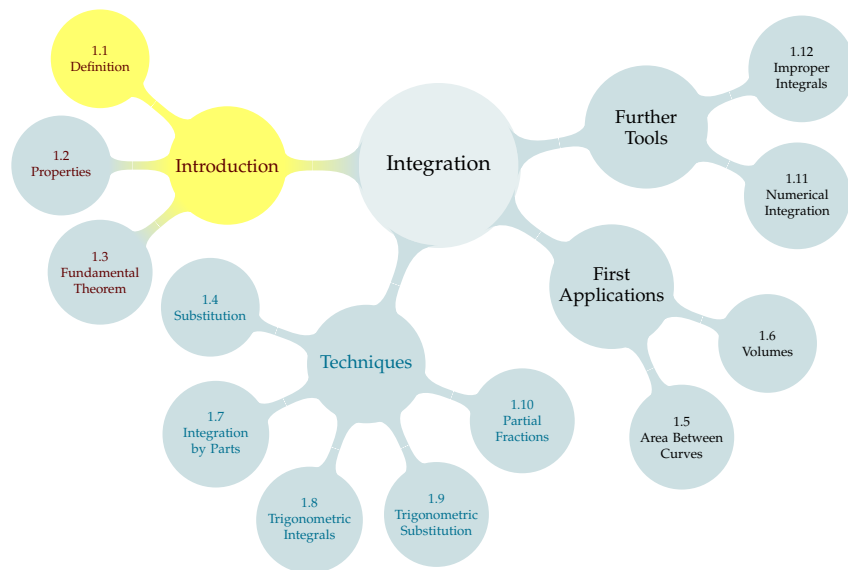 1.1
Definition
1.2
Properties
1.3
Fundamental
Theorem
Introduction
Integration
Further
Tools
1.12
Improper
Integrals
1.11
Numerical
Integration
First
Applications
1.6
Volumes
1.5
Area Between
Curves
Techniques
1.4
Substitution
1.7
Integration
by Parts
1.8
Trigonometric
Integrals
1.9
Trigonometric
Substitution
1.10
Partial
Fractions